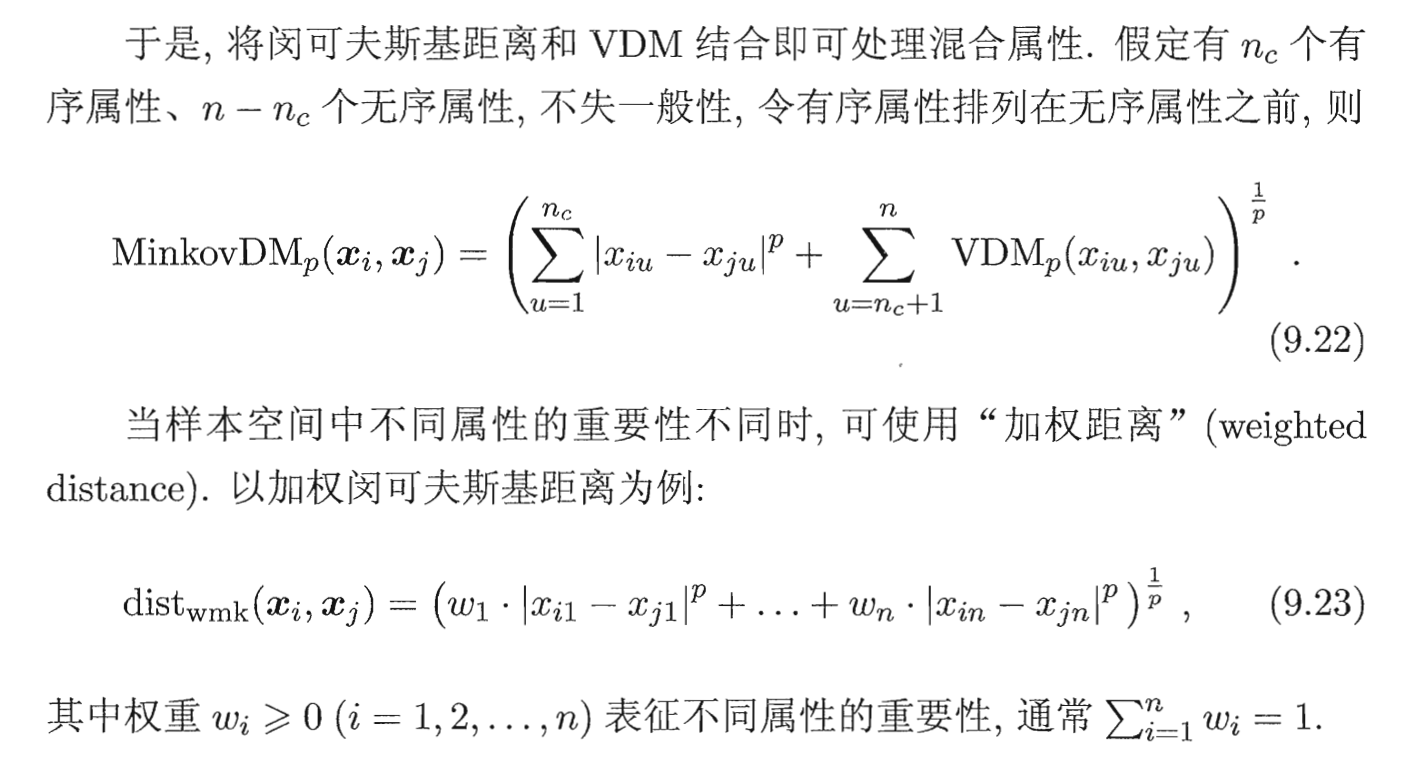 于是, 将闵可夫斯基距离和 VDM 结合即可处理混合属性. 假定有 $n_c$ 个有
序属性、$n - n_c$ 个无序属性, 不失一般性, 令有序属性排列在无序属性之前, 则
$\text{MinkovDM}_p(\boldsymbol{x}_i, \boldsymbol{x}_j) = \left( \sum_{u=1}^{n_c} |x_{iu} - x_{ju}|^p + \sum_{u=n_c+1}^{n} \text{VDM}_p(x_{iu}, x_{ju}) \right)^{\frac{1}{p}}$ .
(9.22)
当样本空间中不同属性的重要性不同时, 可使用“加权距离” (weighted
distance). 以加权闵可夫斯基距离为例:
$\text{dist}_{\text{wmk}}(\boldsymbol{x}_i, \boldsymbol{x}_j) = \left( w_1 \cdot |x_{i1} - x_{j1}|^p + \ldots + w_n \cdot |x_{in} - x_{jn}|^p \right)^{\frac{1}{p}}$ , (9.23)
其中权重 $w_i \geqslant 0$ ($i = 1, 2, \ldots, n$) 表征不同属性的重要性, 通常 $\sum_{i=1}^{n} w_i = 1$.